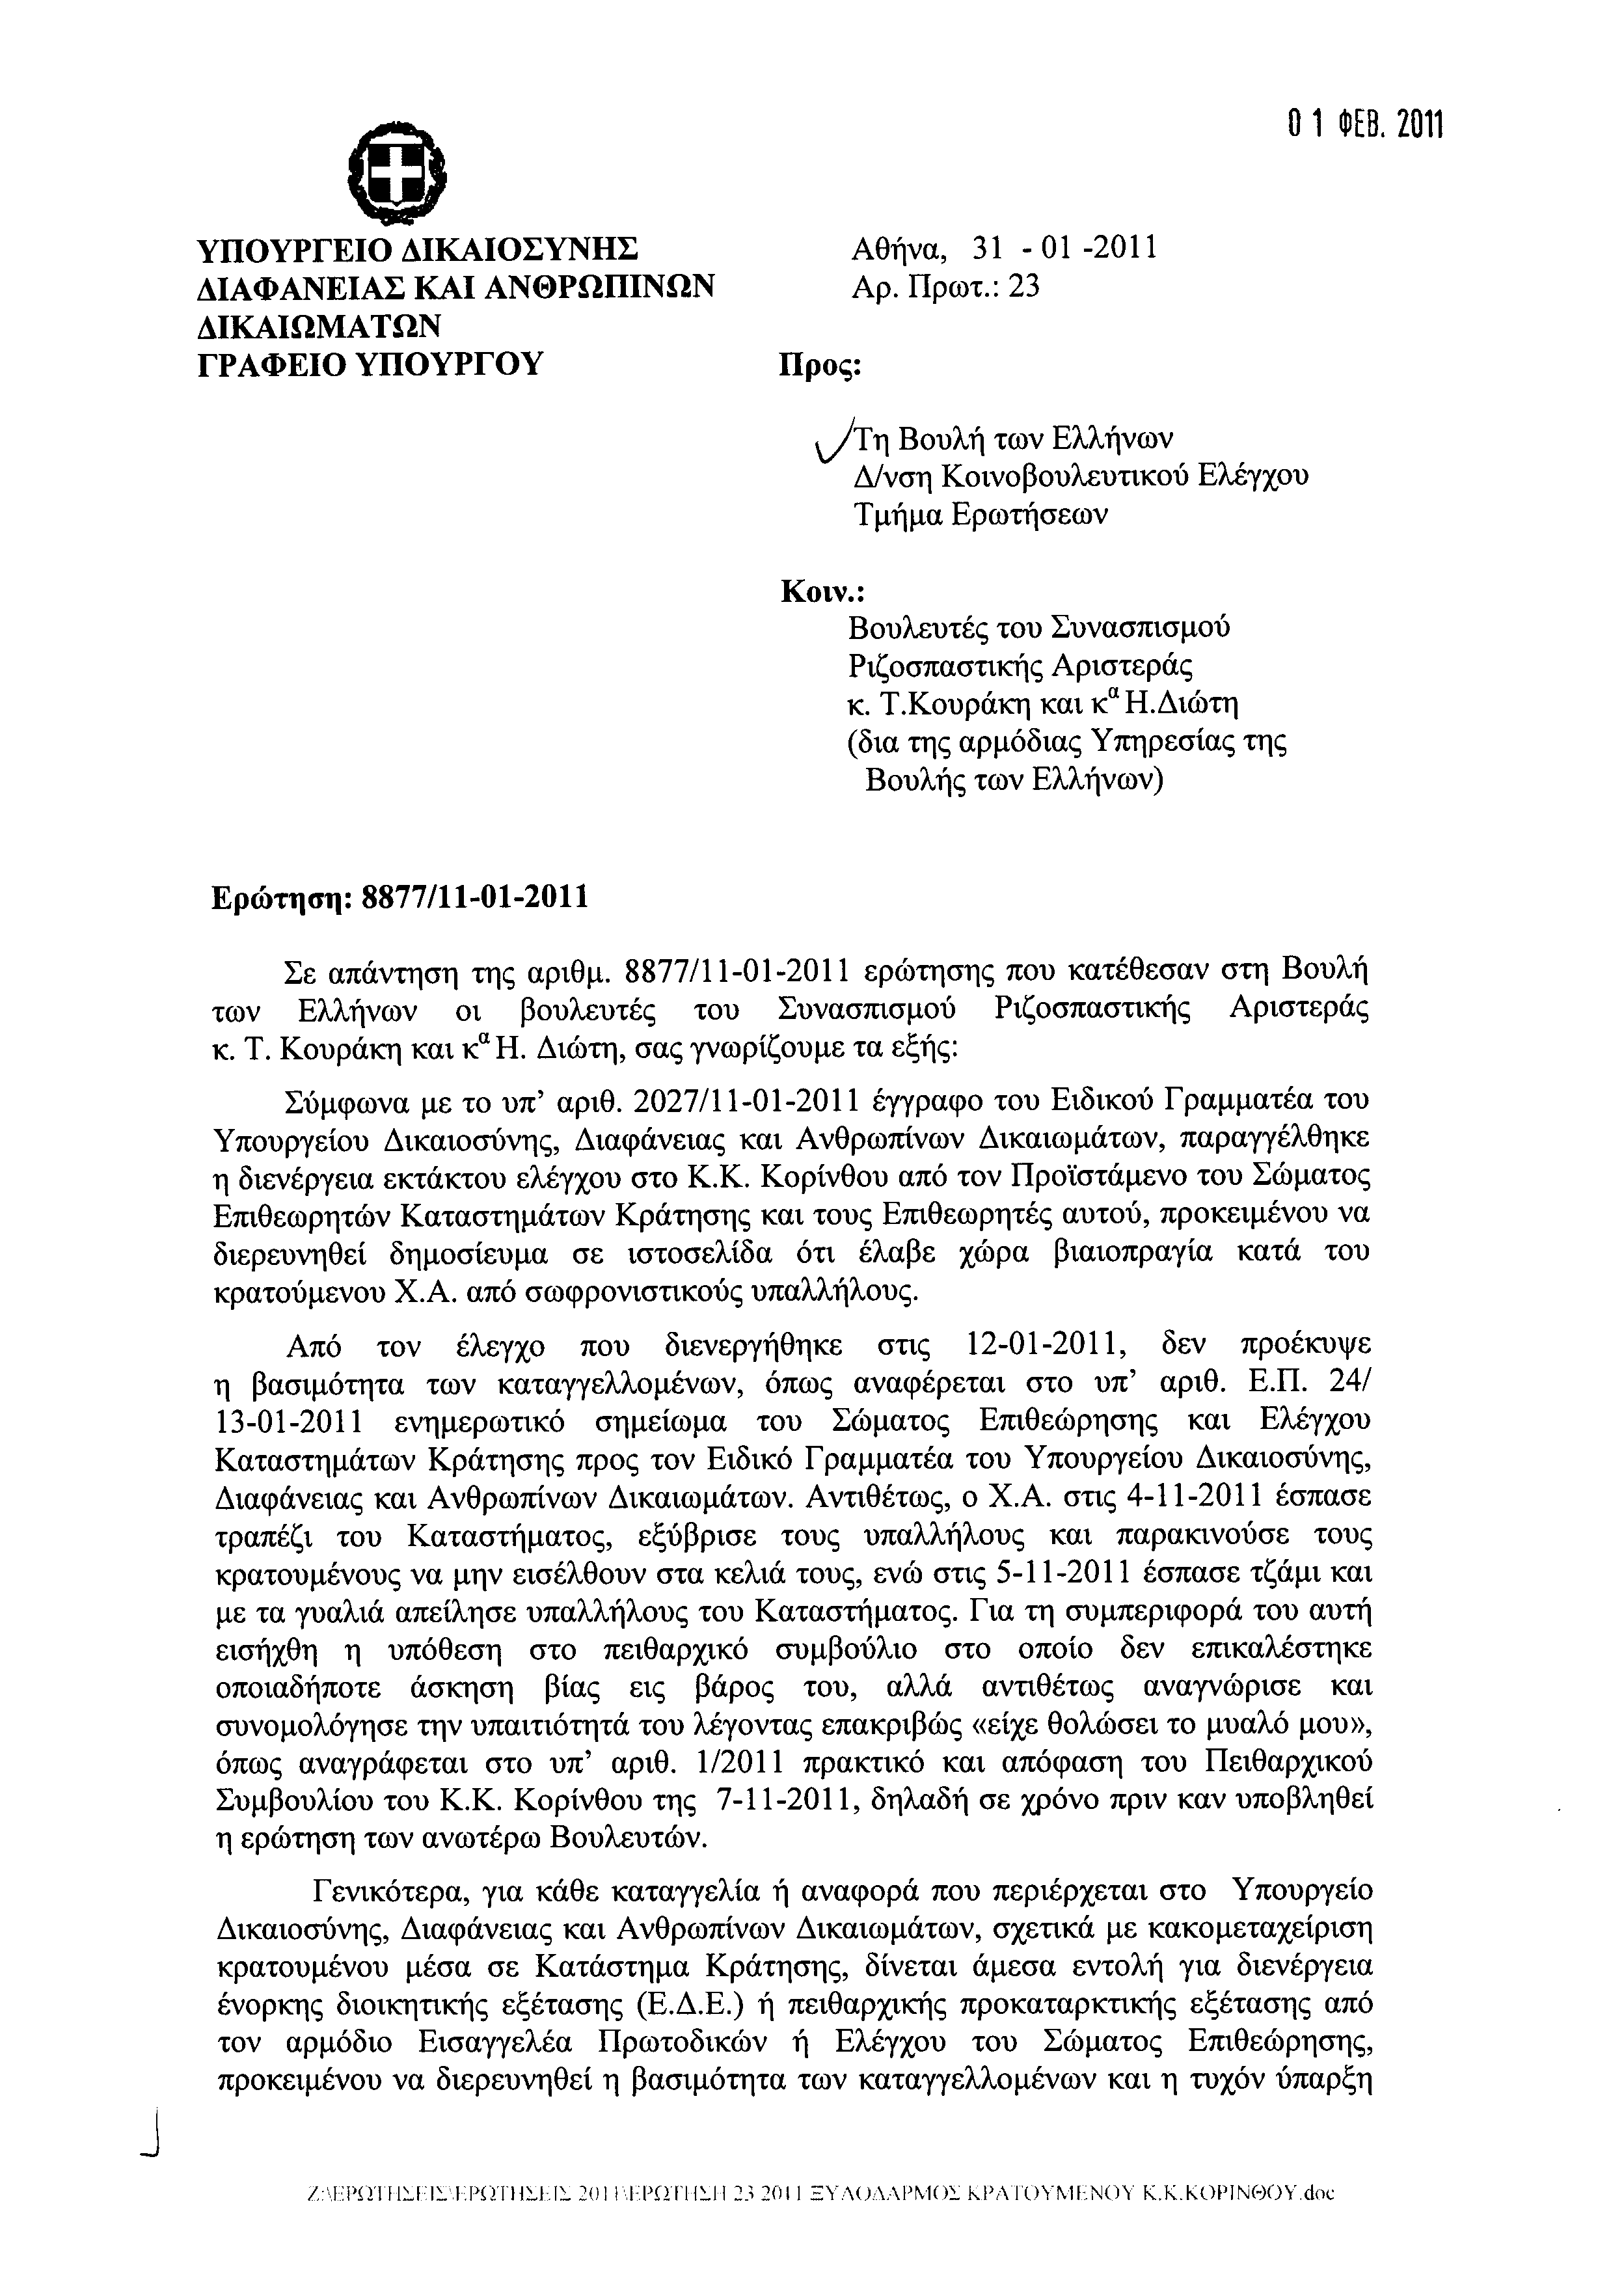 0 1 ΦΕΒ. 2011
ΥΠΟΥΡΓΕΙΟ ΔΙΚΑΙΟΣΥΝΗΣ
ΔΙΑΦΑΝΕΙΑΣ ΚΑΙ ΑΝΘΡΩΠΙΝΩΝ
ΔΙΚΑΙΩΜΑΤΩΝ
ΓΡΑΦΕΙΟ ΥΠΟΥΡΓΟΥ
Αθήνα, 31 - 01 -2011
Αρ. Πρωτ.: 23
Προς:
Τη Βουλή των Ελλήνων
Δ/νση Κοινοβουλευτικού Ελέγχου
Τμήμα Ερωτήσεων
Κοιν.:
Βουλευτές του Συνασπισμού
Ριζοσπαστικής Αριστεράς
κ. Τ.Κουράκη και κα Η.Διώτη
(δια της αρμόδιας Υπηρεσίας της
Βουλής των Ελλήνων)
Ερώτηση: 8877/11-01-2011
Σε απάντηση της αριθμ. 8877/11-01-2011 ερώτησης που κατέθεσαν στη Βουλή
των Ελλήνων οι βουλευτές του Συνασπισμού Ριζοσπαστικής Αριστεράς
κ. Τ. Κουράκη και κα Η. Διώτη, σας γνωρίζουμε τα εξής:
Σύμφωνα με το υπ’ αριθ. 2027/11-01-2011 έγγραφο του Ειδικού Γραμματέα του
Υπουργείου Δικαιοσύνης, Διαφάνειας και Ανθρωπίνων Δικαιωμάτων, παραγγέλθηκε
η διενέργεια εκτάκτου ελέγχου στο Κ.Κ. Κορίνθου από τον Προϊστάμενο του Σώματος
Επιθεωρητών Καταστημάτων Κράτησης και τους Επιθεωρητές αυτού, προκειμένου να
διερευνηθεί δημοσίευμα σε ιστοσελίδα ότι έλαβε χώρα βιαιοπραγία κατά του
κρατούμενου Χ.Α. από σωφρονιστικούς υπαλλήλους.
Από τον έλεγχο που διενεργήθηκε στις 12-01-2011, δεν προέκυψε
η βασιμότητα των καταγγελλομένων, όπως αναφέρεται στο υπ’ αριθ. Ε.Π. 24/
13-01-2011 ενημερωτικό σημείωμα του Σώματος Επιθεώρησης και Ελέγχου
Καταστημάτων Κράτησης προς τον Ειδικό Γραμματέα του Υπουργείου Δικαιοσύνης,
Διαφάνειας και Ανθρωπίνων Δικαιωμάτων. Αντιθέτως, ο Χ.Α. στις 4-11-2011 έσπασε
τραπέζι του Καταστήματος, εξύβρισε τους υπαλλήλους και παρακινούσε τους
κρατουμένους να μην εισέλθουν στα κελιά τους, ενώ στις 5-11-2011 έσπασε τζάμι και
με τα γυαλιά απείλησε υπαλλήλους του Καταστήματος. Για τη συμπεριφορά του αυτή
εισήχθη η υπόθεση στο πειθαρχικό συμβούλιο στο οποίο δεν επικαλέστηκε
οποιαδήποτε άσκηση βίας εις βάρος του, αλλά αντιθέτως αναγνώρισε και
συνομολόγησε την υπαιτιότητά του λέγοντας επακριβώς «είχε θολώσει το μυαλό μου»,
όπως αναγράφεται στο υπ’ αριθ. 1/2011 πρακτικό και απόφαση του Πειθαρχικού
Συμβουλίου του Κ.Κ. Κορίνθου της 7-11-2011, δηλαδή σε χρόνο πριν καν υποβληθεί
η ερώτηση των ανωτέρω Βουλευτών.
Γενικότερα, για κάθε καταγγελία ή αναφορά που περιέρχεται στο Υπουργείο
Δικαιοσύνης, Διαφάνειας και Ανθρωπίνων Δικαιωμάτων, σχετικά με κακομεταχείριση
κρατουμένου μέσα σε Κατάστημα Κράτησης, δίνεται άμεσα εντολή για διενέργεια
ένορκης διοικητικής εξέτασης (Ε.Δ.Ε.) ή πειθαρχικής προκαταρκτικής εξέτασης από
τον αρμόδιο Εισαγγελέα Πρωτοδικών ή Ελέγχου του Σώματος Επιθεώρησης,
προκειμένου να διερευνηθεί η βασιμότητα των καταγγελλομένων και η τυχόν ύπαρξη
Ζ:\ΕΡΩΤΗΣΕΙΣ\ΕΡΩΤΗΣΕΙΣ 2011\ΕΡΩΤΗΣΗ 23 2011 ΞΥΛΟΔΑΡΜΟΣ ΚΡΑΤΟΥΜΕΝΟΥ Κ.Κ.ΚΟΡΙΝΘΟΥ.doc